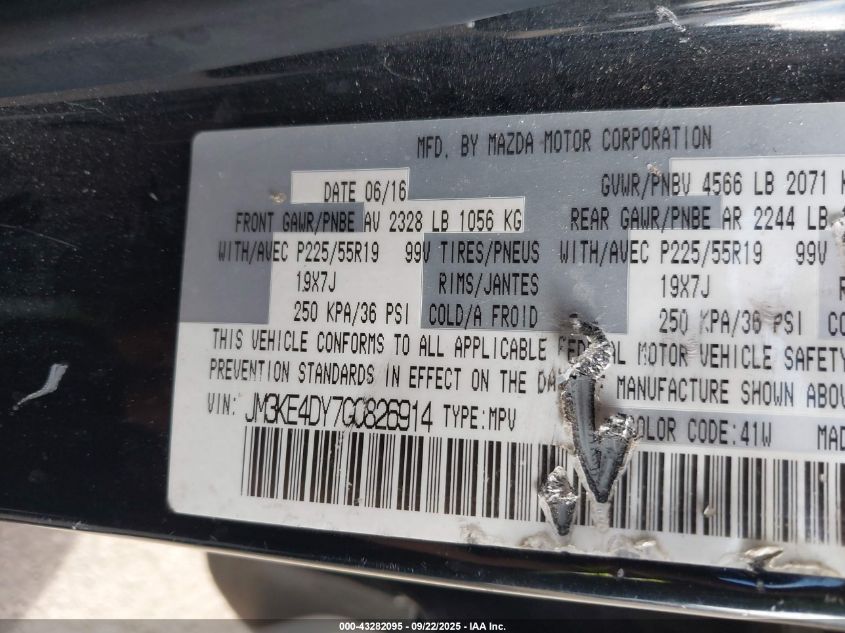 MFD. BY MAZDA MOTOR CORPORATION
DATE 06/16 GVWR/PNBV 4566 LB 2071 K
FRONT GAWR/PNBE AV 2328 LB 1056 KG REAR GAWR/PNBE AR 2244 LB
WITH/AVEC P225/55R19 99V TIRES/PNEUS WITH/AVEC P225/55R19 99V
19X7J RIMS/JANTES 19X7J R
250 KPA/36 PSI COLD/A FROID 250 KPA/36 PSI CO
THIS VEHICLE CONFORMS TO ALL APPLICABLE FEDERAL MOTOR VEHICLE SAFETY
PREVENTION STANDARDS IN EFFECT ON THE DA MANUFACTURE SHOWN ABOV
VIN: JM3KE4DY7G0826914 TYPE:MPV COLOR CODE:41W MAD
000-43282095 - 09/22/2025 - IAA Inc.